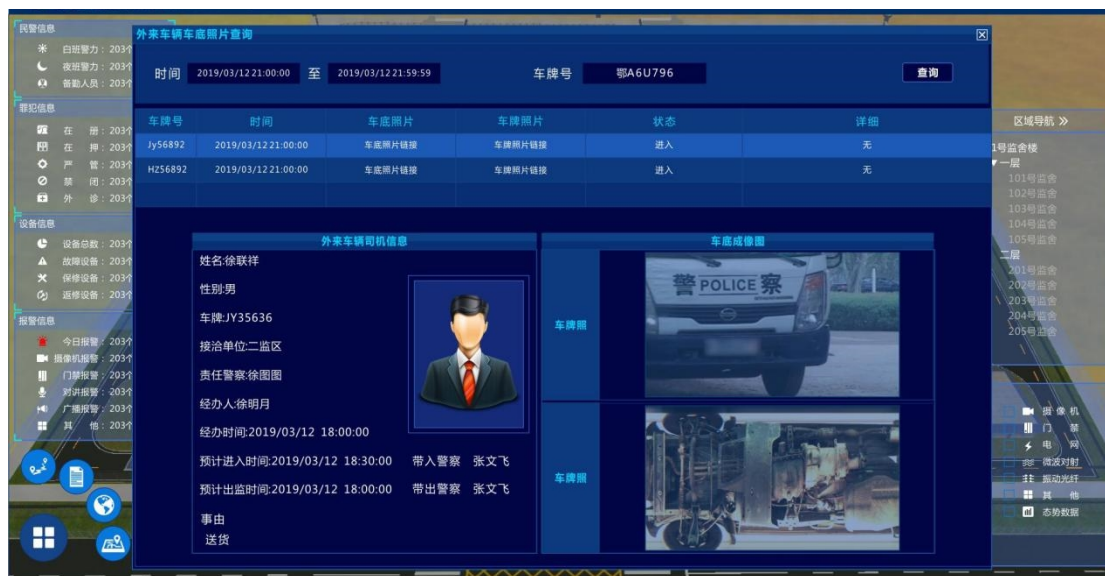 民警信息
白班警力：203个
夜班警力：203个
备勤人员：203个
罪犯信息
在 册：203个
在 押：203个
严 管：203个
禁 闭：203个
外 诊：203个
设备信息
设备总数：203个
故障设备：203个
保修设备：203个
返修设备：203个
报警信息
今日报警：203个
摄像机报警：203个
门禁报警：203个
对讲报警：203个
广播报警：203个
其 他：203个
外来车辆车底照片查询
时间 2019/03/12 21:00:00 至 2019/03/12 21:59:59 车牌号 鄂A6U796 查询
车牌号 时间 车底照片 车牌照片 状态 详细
Jy56892 2019/03/12 21:00:00 车底照片链接 车牌照片链接 进入 无
HZ56892 2019/03/12 21:00:00 车底照片链接 车牌照片链接 进入 无
外来车辆司机信息
姓名:徐联祥
性别:男
车牌:JY35636
接洽单位:二监区
责任警察:徐图图
经办人:徐明月
经办时间:2019/03/12 18:00:00
预计进入时间:2019/03/12 18:30:00 带入警察 张文飞
预计出监时间:2019/03/12 18:00:00 带出警察 张文飞
事由
送货
车底成像图
车牌照
警 POLICE 察
车牌照
区域导航
1号监舍楼
一层
101号监舍
102号监舍
103号监舍
104号监舍
105号监舍
二层
201号监舍
202号监舍
203号监舍
204号监舍
205号监舍
摄 像 机
门 禁
电 网
微波对射
振动光纤
其 他
态势数据